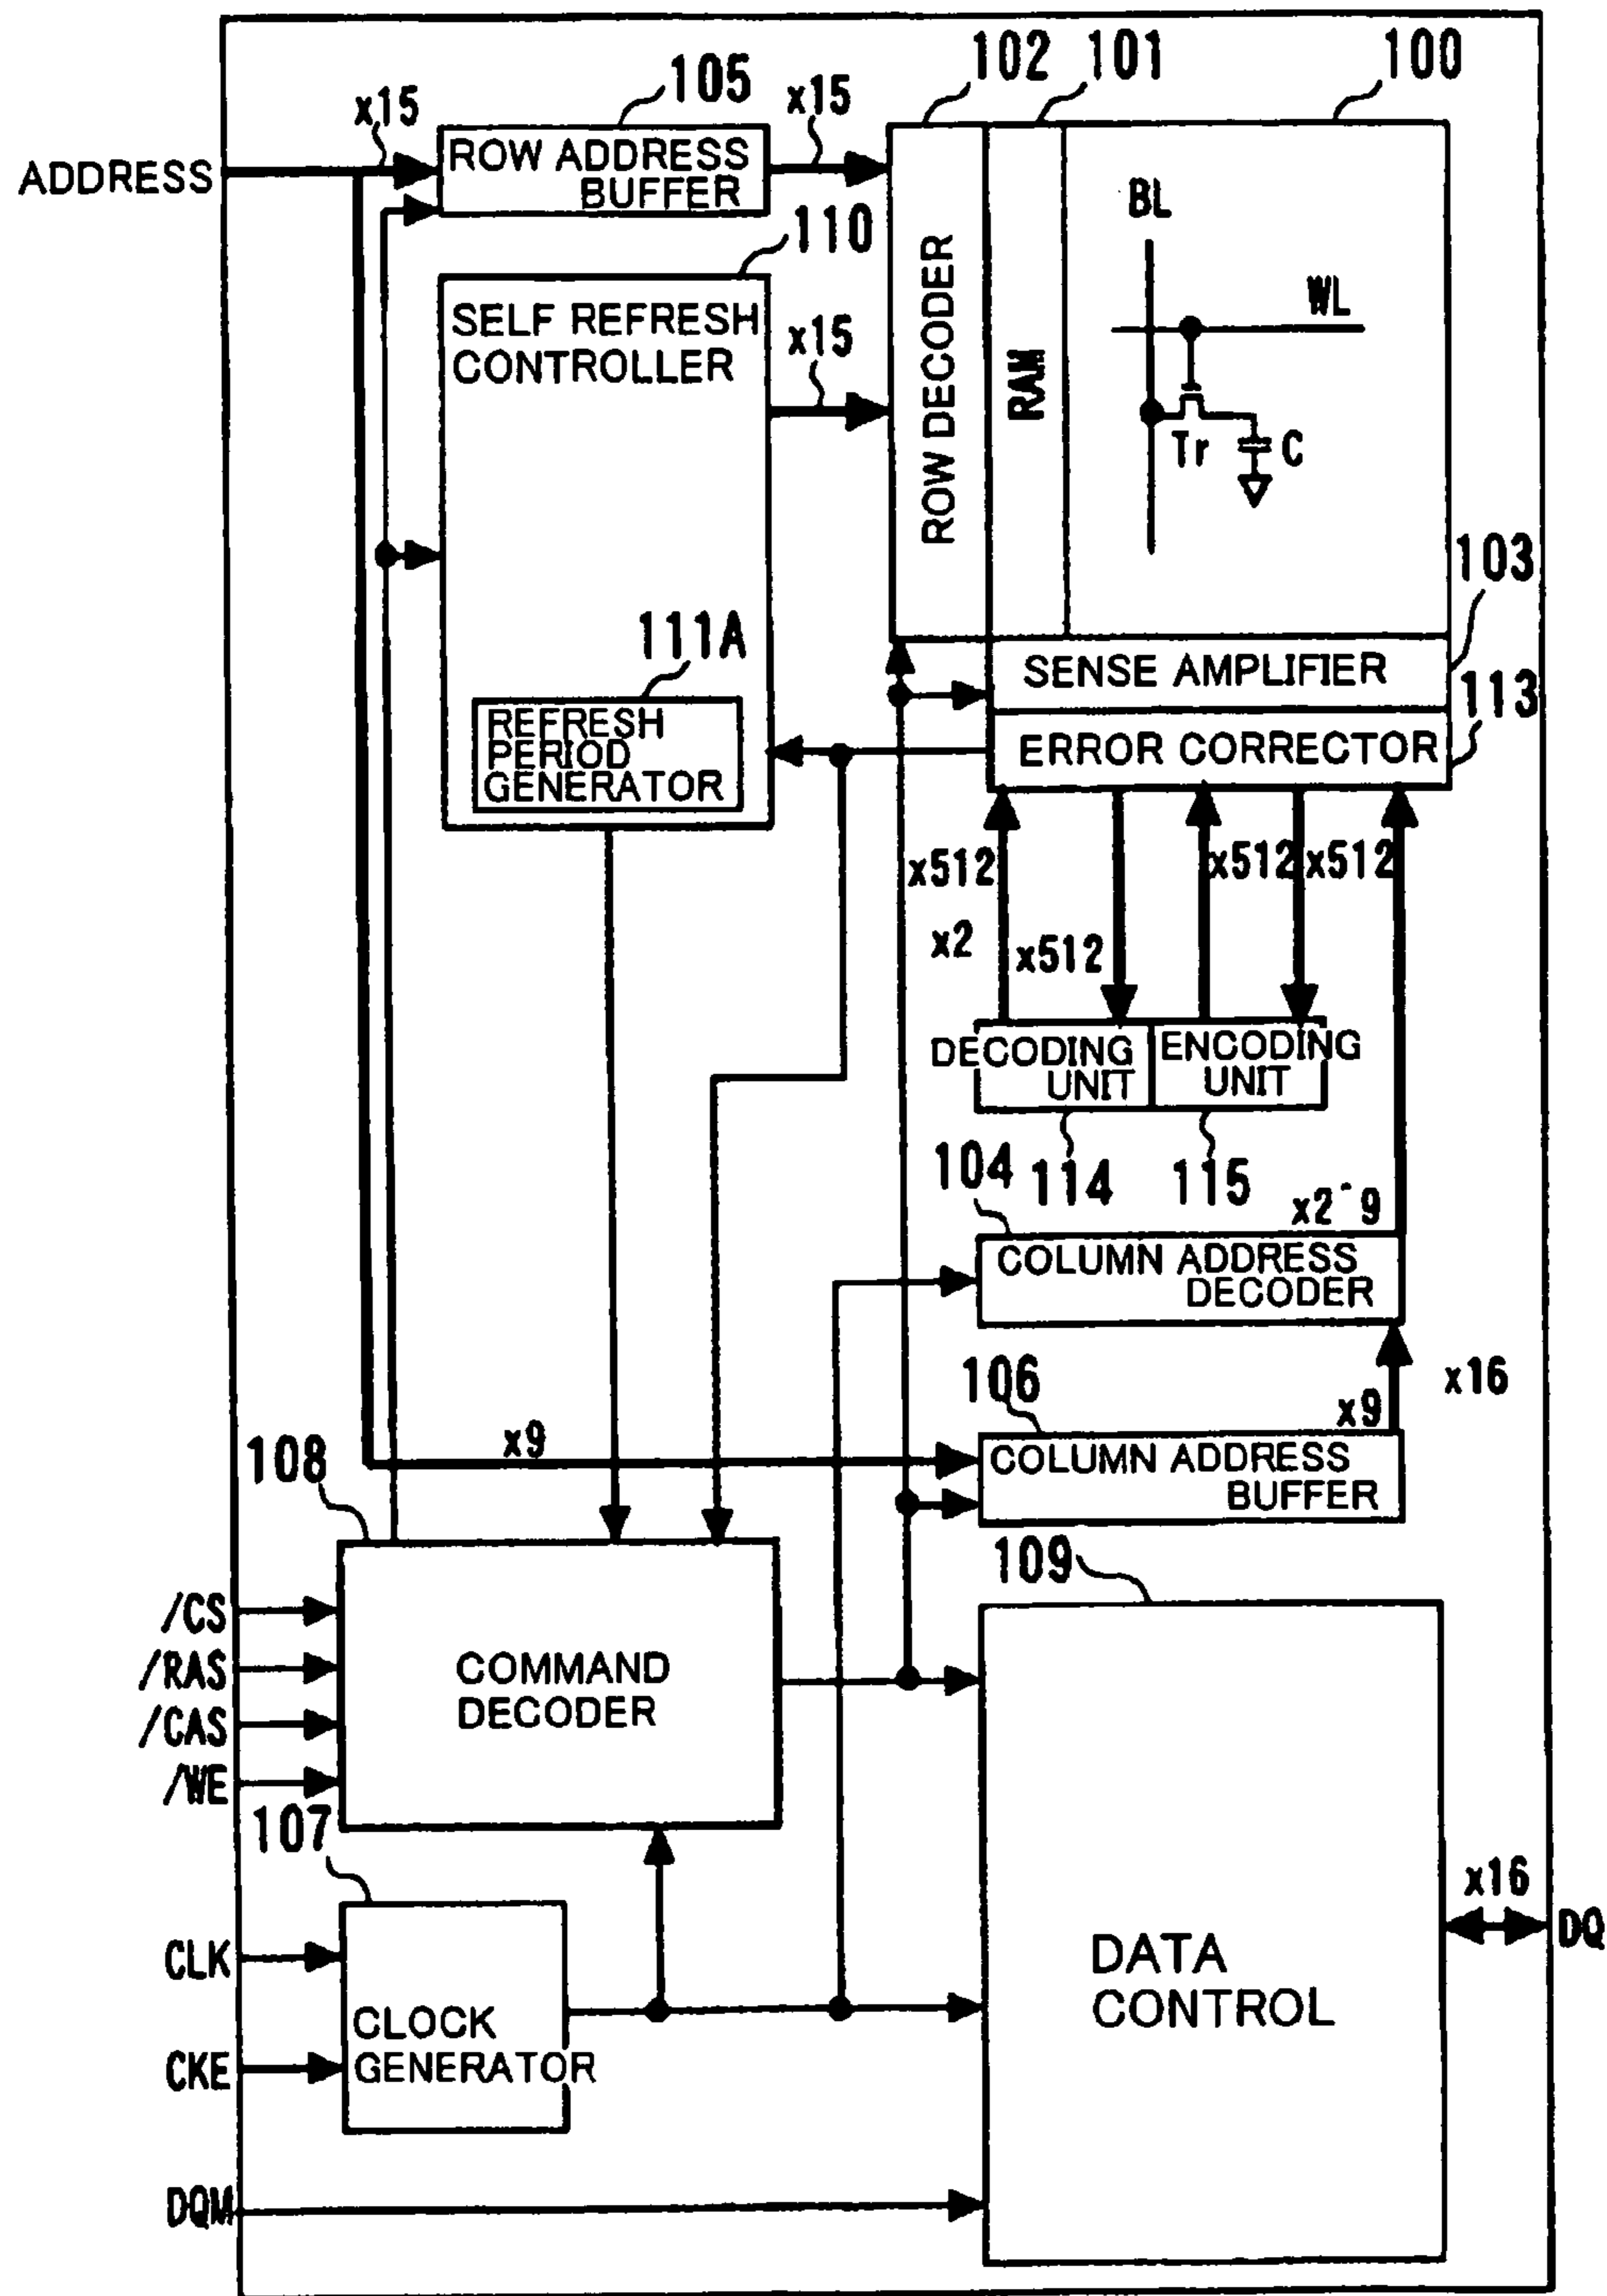 105
102
101
100
x15
x15
ADDRESS
ROW ADDRESS
BUFFER
BL
WL
Tr
C
110
SELF REFRESH
CONTROLLER
x15
ROW DECODER
RAM
103
111A
REFRESH
PERIOD
GENERATOR
SENSE AMPLIFIER
113
ERROR CORRECTOR
x512
x512
x512
x2
x512
DECODING
UNIT
ENCODING
UNIT
104
114
115
x2^9
COLUMN ADDRESS
DECODER
106
x16
x9
x9
108
COLUMN ADDRESS
BUFFER
109
/CS
/RAS
/CAS
/WE
COMMAND
DECODER
107
x16
DQ
CLK
CKE
CLOCK
GENERATOR
DATA
CONTROL
DQM